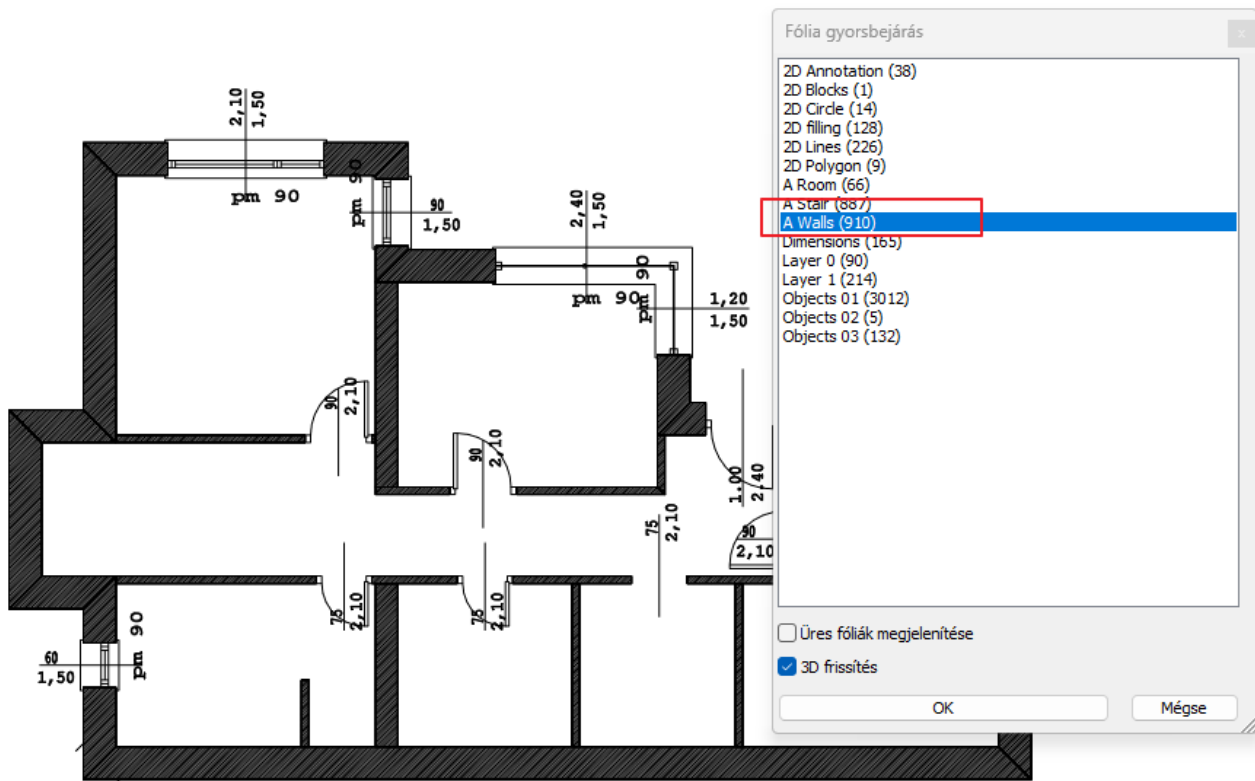 Fólia gyorsbejárás
x
2D Annotation (38)
2D Blocks (1)
2D Circle (14)
2D filling (128)
2D Lines (226)
2D Polygon (9)
A Room (66)
A Stair (887)
A Walls (910)
Dimensions (165)
Layer 0 (90)
Layer 1 (214)
Objects 01 (3012)
Objects 02 (5)
Objects 03 (132)
Üres fóliák megjelenítése
3D frissítés
OK
Mégse
2,10
1,50
pm 90
pm 90
90
1,50
2,40
1,50
pm 90
pm 90
1,20
1,50
90
2,10
90
2,10
1.00
2.40
75
2,10
90
2,10
75
2,10
75
2,10
60
1,50
pm 90